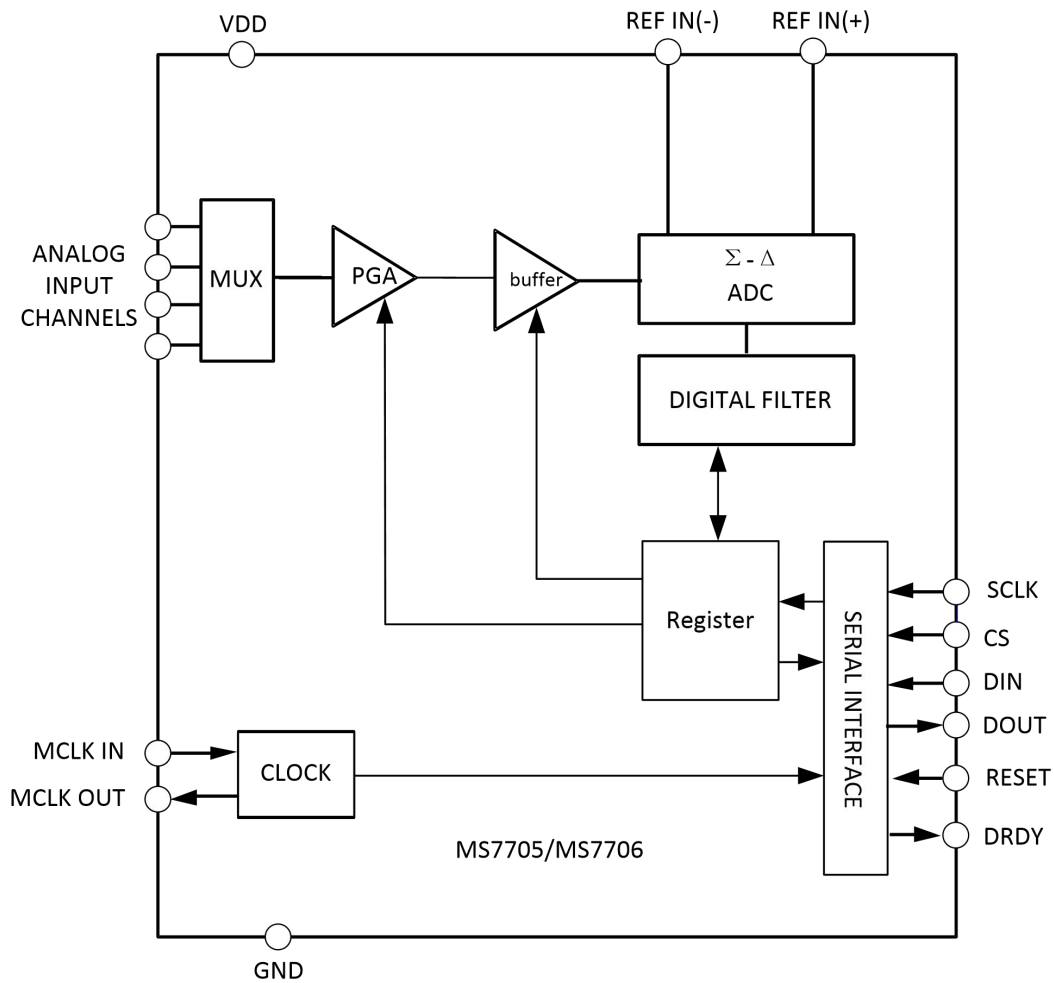 VDD
REF IN(-)
REF IN(+)
ANALOG
INPUT
CHANNELS
MUX
PGA
buffer
Σ - Δ
ADC
DIGITAL FILTER
Register
SERIAL INTERFACE
SCLK
CS
DIN
DOUT
RESET
DRDY
MCLK IN
MCLK OUT
CLOCK
MS7705/MS7706
GND